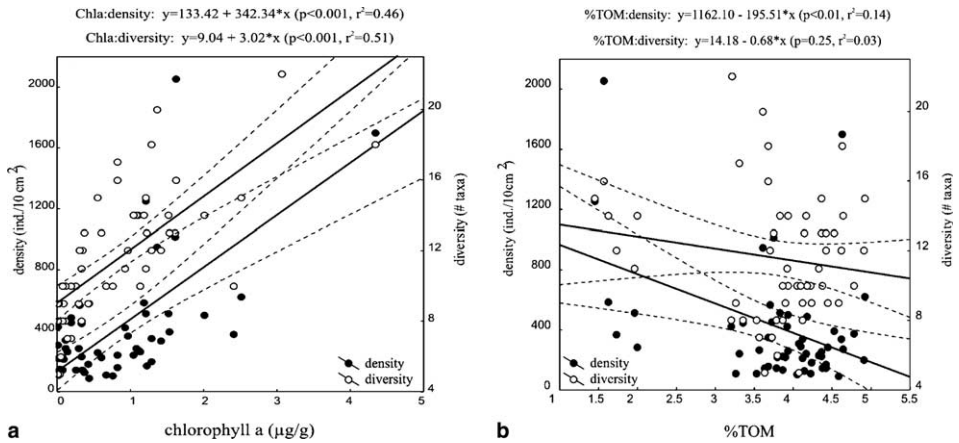 Chla:density: y=133.42 + 342.34*x (p<0.001, r²=0.46)
Chla:diversity: y=9.04 + 3.02*x (p<0.001, r²=0.51)
2000
1600
1200
800
400
0
density (ind./10 cm²)
20
16
12
8
4
diversity (# taxa)
density
diversity
0 1 2 3 4 5
a
chlorophyll a (µg/g)
%TOM:density: y=1162.10 - 195.51*x (p<0.01, r²=0.14)
%TOM:diversity: y=14.18 - 0.68*x (p=0.25, r²=0.03)
2000
1600
1200
800
400
0
density (ind./10cm²)
20
16
12
8
4
diversity (# taxa)
density
diversity
1 1.5 2 2.5 3 3.5 4 4.5 5 5.5
b
%TOM